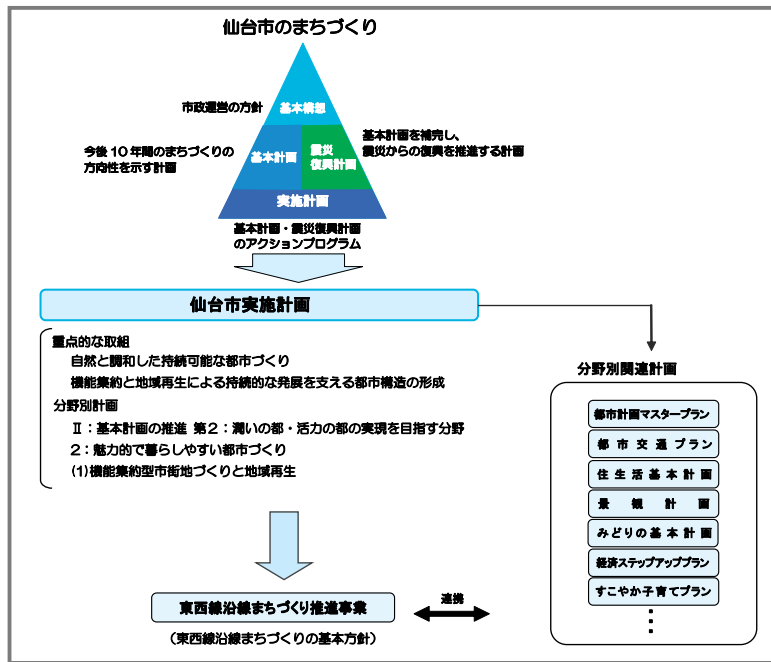 仙台市のまちづくり
市政運営の方針
基本構想
今後10年間のまちづくりの
方向性を示す計画
基本計画
震災
復興計画
基本計画を補完し、
震災からの復興を推進する計画
実施計画
基本計画・震災復興計画
のアクションプログラム
仙台市実施計画
重点的な取組
自然と調和した持続可能な都市づくり
機能集約と地域再生による持続的な発展を支える都市構造の形成
分野別計画
Ⅱ：基本計画の推進 第2：潤いの都・活力の都の実現を目指す分野
2：魅力的で暮らしやすい都市づくり
(1)機能集約型市街地づくりと地域再生
東西線沿線まちづくり推進事業
（東西線沿線まちづくりの基本方針）
連携
分野別関連計画
都市計画マスタープラン
都市交通プラン
住生活基本計画
景観計画
みどりの基本計画
経済ステップアッププラン
すこやか子育てプラン